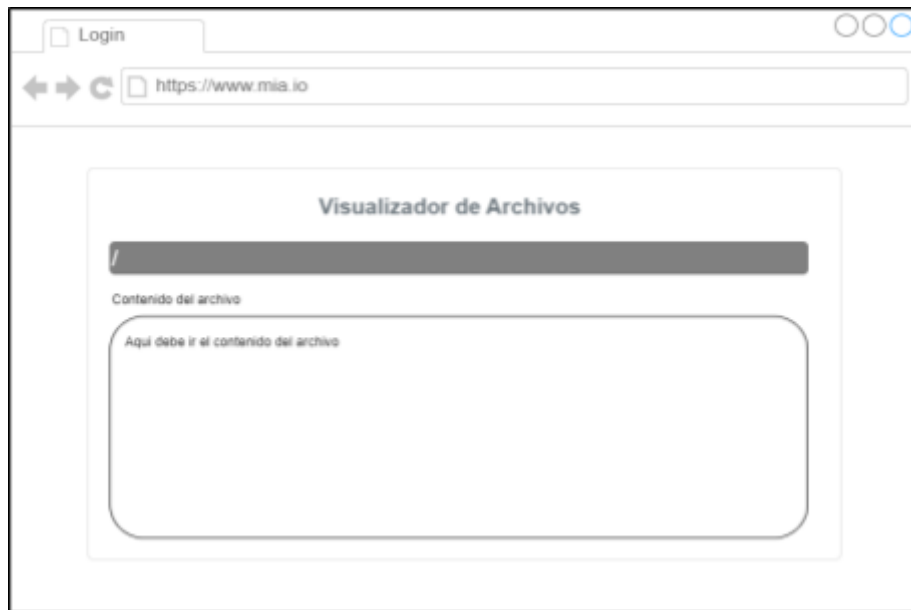 Login
https://www.mia.io
Visualizador de Archivos
/
Contenido del archivo
Aqui debe ir el contenido del archivo